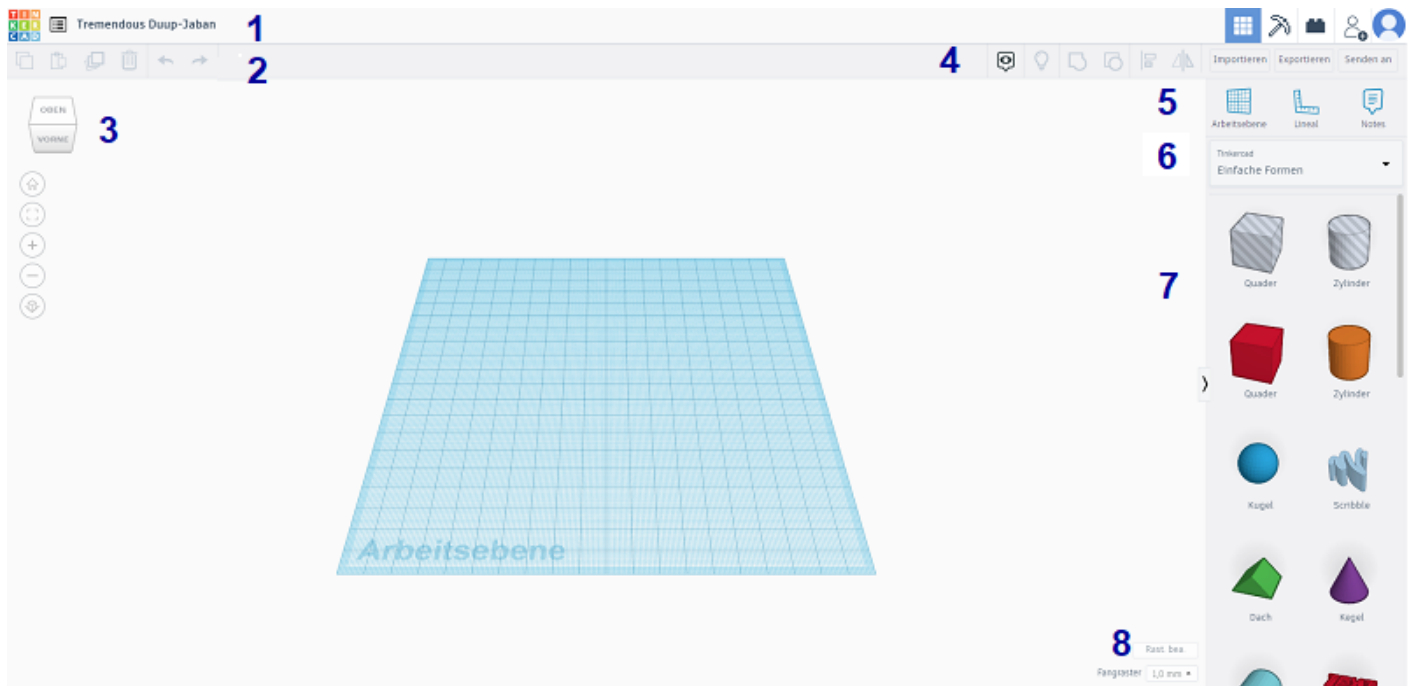 TIN
KER
CAD
Tremendous Duup-Jaban
1
2
4
Importieren Exportieren Senden an
OBEN
VORNE
3
5
Arbeitsebene Lineal Notes
6
Tinkercad
Einfache Formen
7
Quader Zylinder
Quader Zylinder
Kugel Scribble
Dach Kegel
Arbeitsebene
8
Rast. bea.
Fangraster 1,0 mm